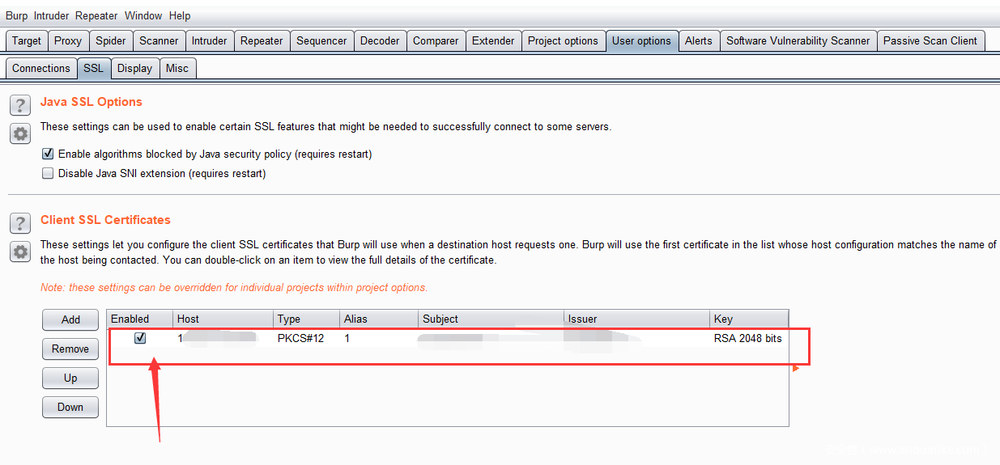 Burp Intruder Repeater Window Help
Target Proxy Spider Scanner Intruder Repeater Sequencer Decoder Comparer Extender Project options User options Alerts Software Vulnerability Scanner Passive Scan Client
Connections SSL Display Misc
? Java SSL Options
These settings can be used to enable certain SSL features that might be needed to successfully connect to some servers.
Enable algorithms blocked by Java security policy (requires restart)
Disable Java SNI extension (requires restart)
? Client SSL Certificates
These settings let you configure the client SSL certificates that Burp will use when a destination host requests one. Burp will use the first certificate in the list whose host configuration matches the name of
the host being contacted. You can double-click on an item to view the full details of the certificate.
Note: these settings can be overridden for individual projects within project options.
Add Enabled Host Type Alias Subject Issuer Key
1 PKCS#12 1 RSA 2048 bits
Remove
Up
Down